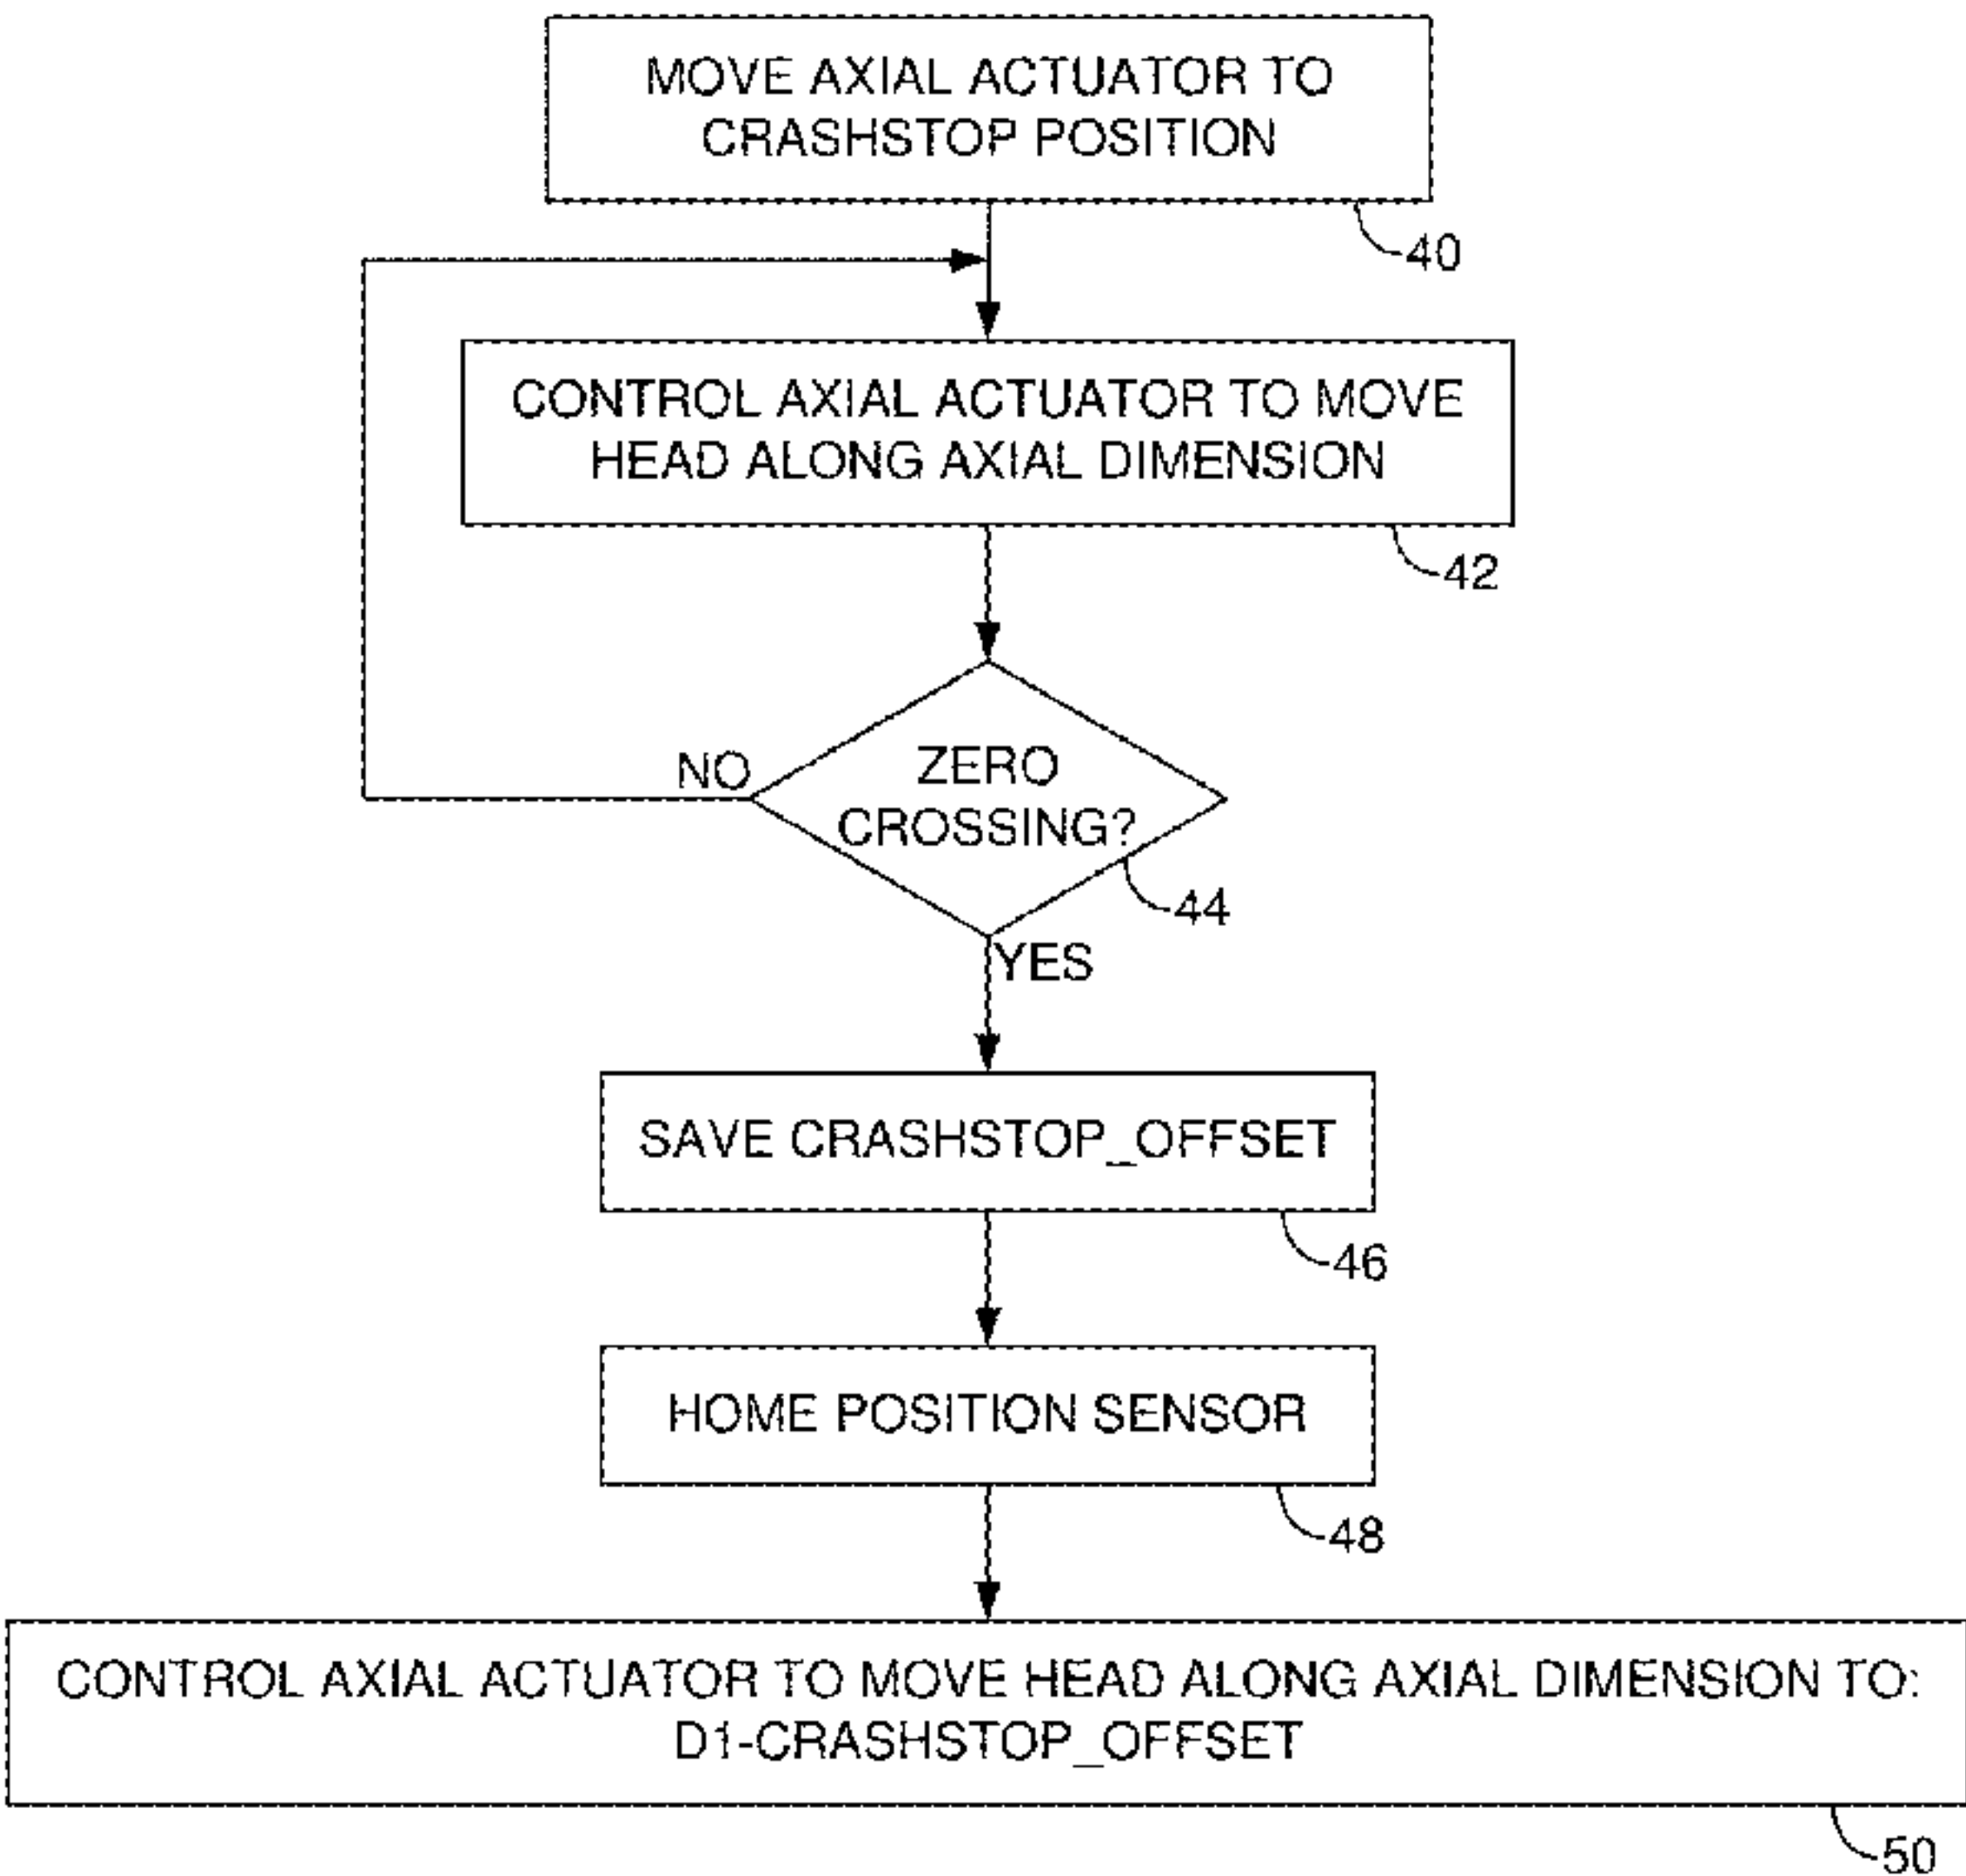 MOVE AXIAL ACTUATOR TO
CRASHSTOP POSITION
40
CONTROL AXIAL ACTUATOR TO MOVE
HEAD ALONG AXIAL DIMENSION
42
NO
ZERO
CROSSING?
44
YES
SAVE CRASHSTOP_OFFSET
46
HOME POSITION SENSOR
48
CONTROL AXIAL ACTUATOR TO MOVE HEAD ALONG AXIAL DIMENSION TO:
D1-CRASHSTOP_OFFSET
50